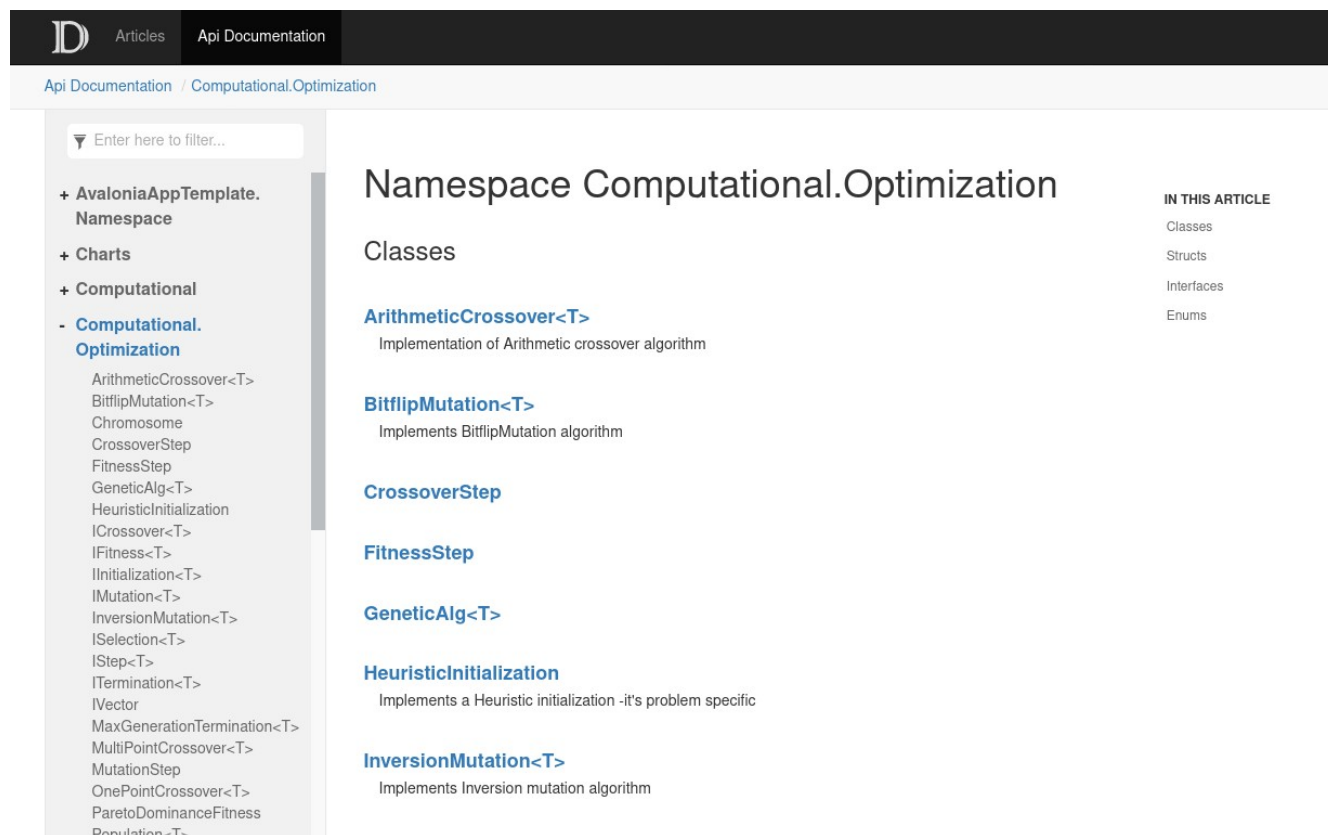 Articles
Api Documentation
Api Documentation / Computational.Optimization
Enter here to filter...
+ AvaloniaAppTemplate.
Namespace
+ Charts
+ Computational
- Computational.
Optimization
ArithmeticCrossover<T>
BitflipMutation<T>
Chromosome
CrossoverStep
FitnessStep
GeneticAlg<T>
HeuristicInitialization
ICrossover<T>
IFitness<T>
IInitialization<T>
IMutation<T>
InversionMutation<T>
ISelection<T>
IStep<T>
ITermination<T>
IVector
MaxGenerationTermination<T>
MultiPointCrossover<T>
MutationStep
OnePointCrossover<T>
ParetoDominanceFitness
Population<T>
Namespace Computational.Optimization
Classes
ArithmeticCrossover<T>
Implementation of Arithmetic crossover algorithm
BitflipMutation<T>
Implements BitflipMutation algorithm
CrossoverStep
FitnessStep
GeneticAlg<T>
HeuristicInitialization
Implements a Heuristic initialization -it's problem specific
InversionMutation<T>
Implements Inversion mutation algorithm
IN THIS ARTICLE
Classes
Structs
Interfaces
Enums